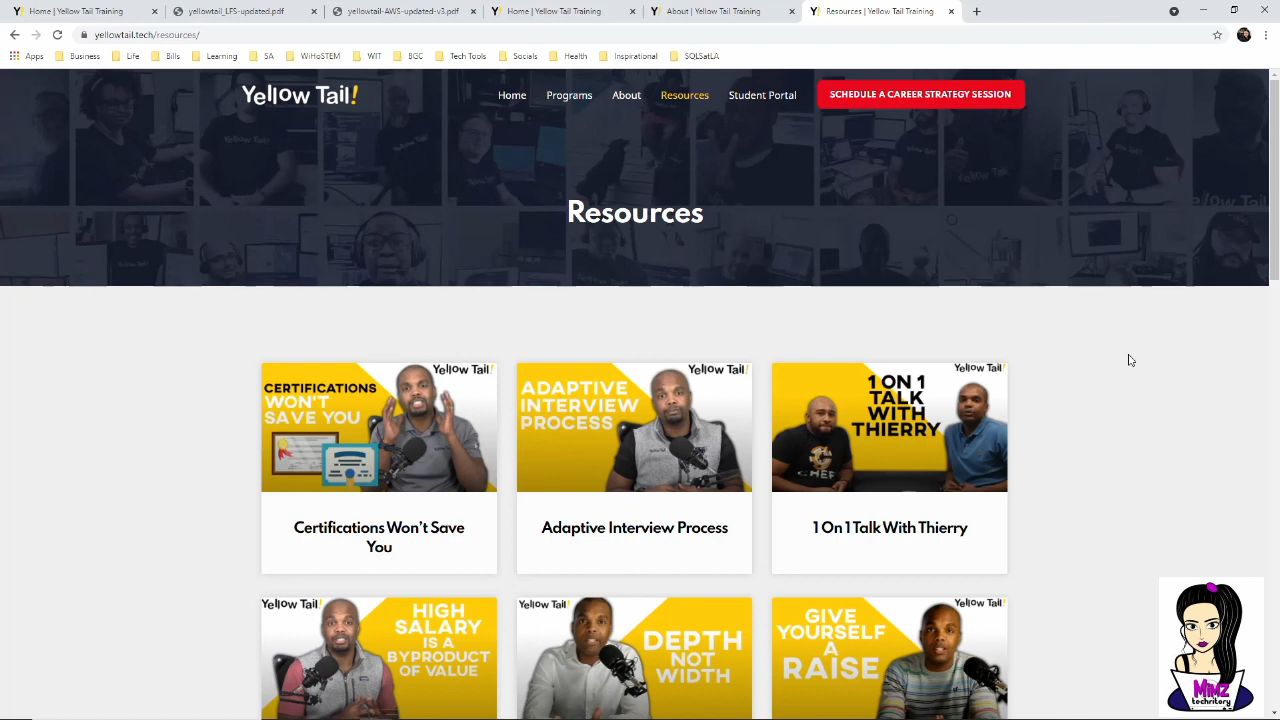 Home | Yellow Tail Training
yellowtail_LFS-updated.pdf
yellowtail-AWS-updated-v3.pdf
Home | Yellow Tail Training
About | Yellow Tail Training
Resources | Yellow Tail Training
yellowtail.tech/resources/
Apps
Business
Life
Bills
Learning
SA
WiHoSTEM
WIT
BGC
Tech Tools
Socials
Health
Inspirational
SQLSatLA
Yellow Tail!
Home
Programs
About
Resources
Student Portal
SCHEDULE A CAREER STRATEGY SESSION
Resources
Yellow Tail!
CERTIFICATIONS
WON'T
SAVE YOU
Certifications Won't Save
You
Yellow Tail!
ADAPTIVE
INTERVIEW
PROCESS
Adaptive Interview Process
Yellow Tail!
1 ON 1
TALK
WITH
THIERRY
CHEF
1 On 1 Talk With Thierry
Yellow Tail!
HIGH
SALARY
IS A
BYPRODUCT
OF VALUE
Yellow Tail!
DEPTH
NOT
WIDTH
Yellow Tail!
GIVE
YOURSELF
A
RAISE
MiMZ
techritory